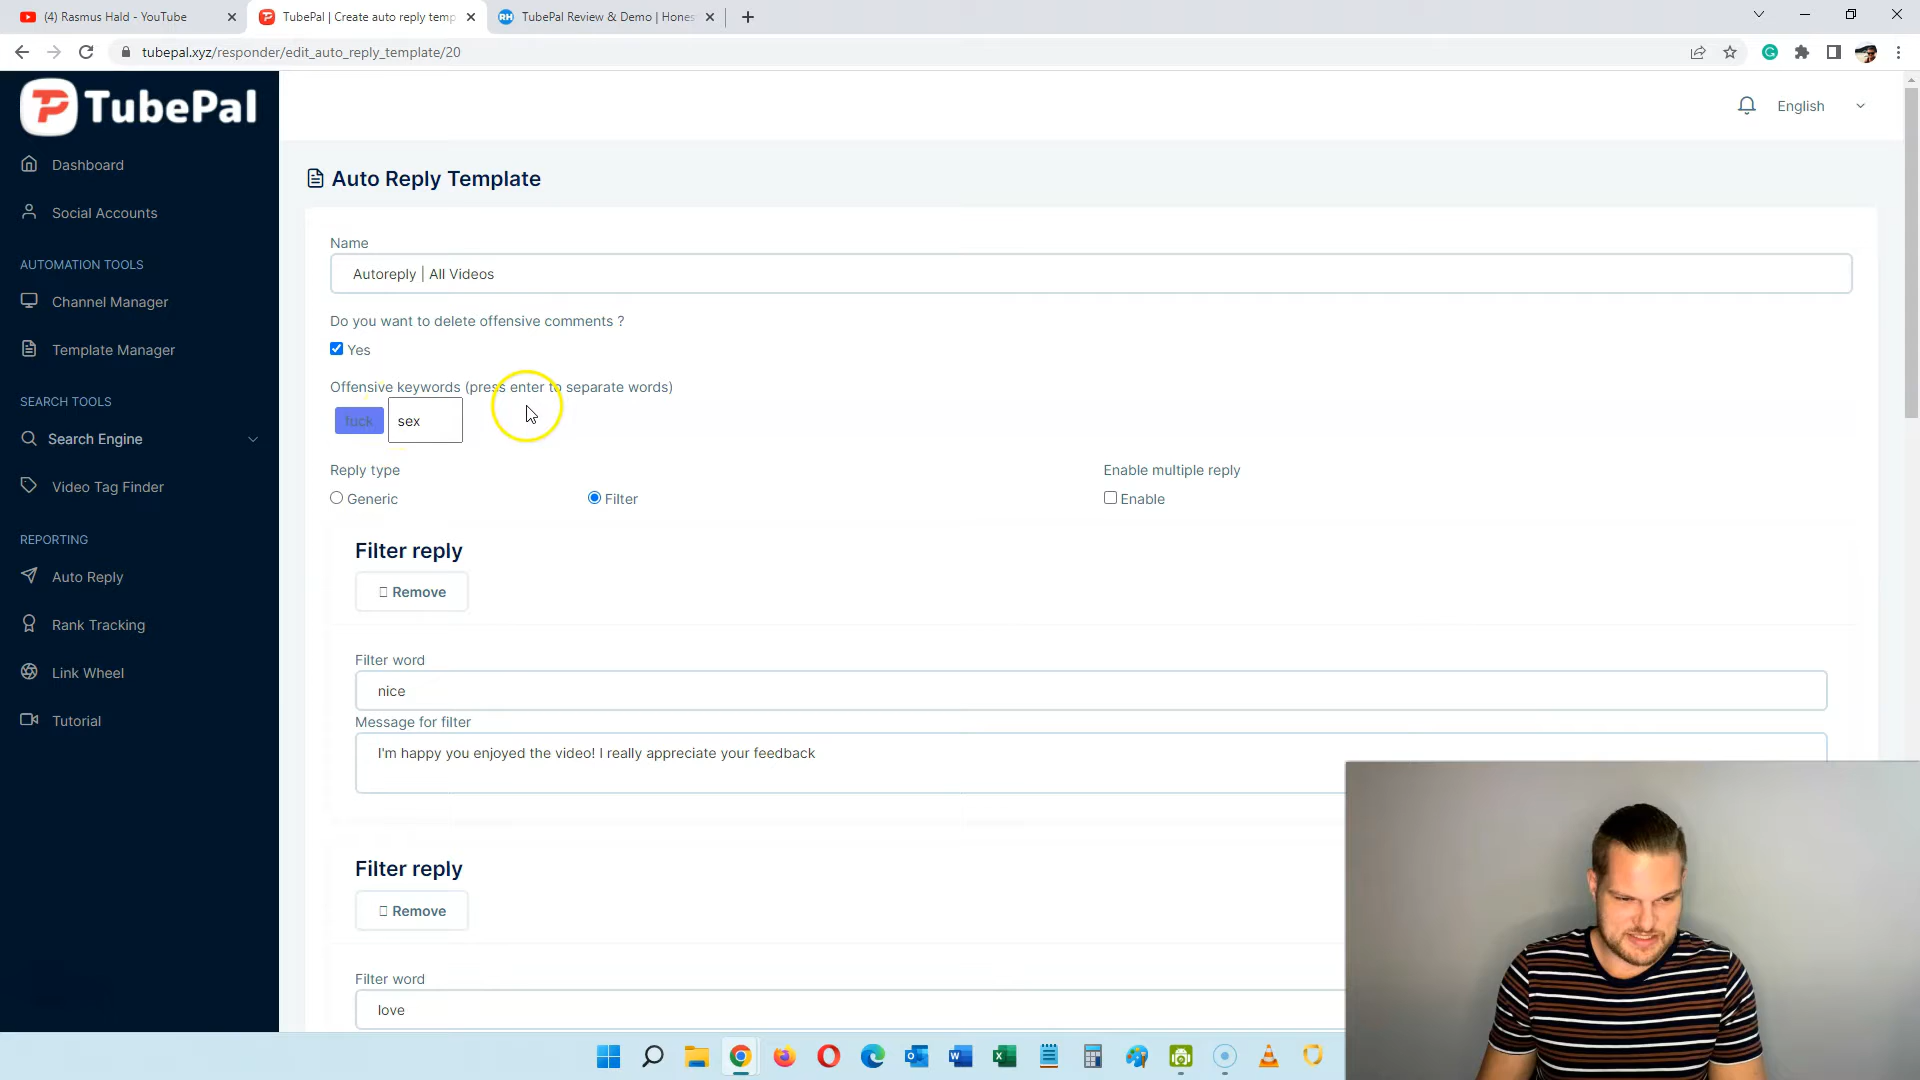 (4) Rasmus Hald - YouTube
TubePal | Create auto reply temp
RH
TubePal Review & Demo | Hones
tubepal.xyz/responder/edit_auto_reply_template/20
TubePal
English
Dashboard
Social Accounts
AUTOMATION TOOLS
Channel Manager
Template Manager
SEARCH TOOLS
Search Engine
Video Tag Finder
REPORTING
Auto Reply
Rank Tracking
Link Wheel
Tutorial
Auto Reply Template
Name
Autoreply | All Videos
Do you want to delete offensive comments ?
Yes
Offensive keywords (press enter to separate words)
fuck
sex
Reply type
Enable multiple reply
Generic
Filter
Enable
Filter reply
Remove
Filter word
nice
Message for filter
I'm happy you enjoyed the video! I really appreciate your feedback
Filter reply
Remove
Filter word
love